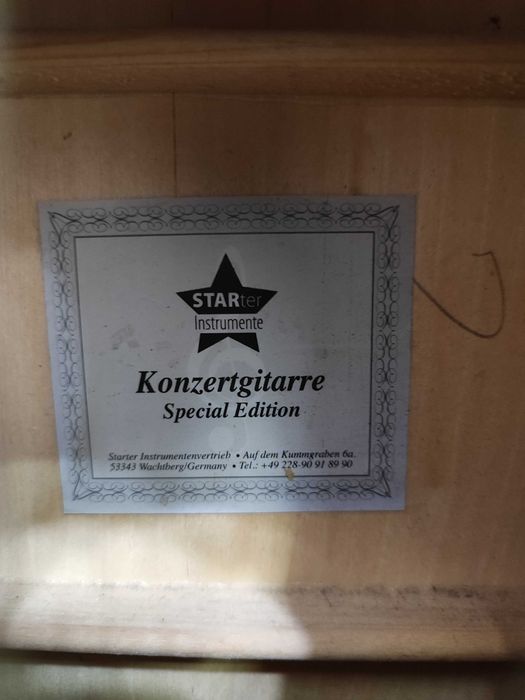 STARter
Instrumente
Konzertgitarre
Special Edition
Starter Instrumentenvertrieb • Auf dem Kuntmgraben 6a.
53343 Wachtberg/Germany • Tel.: +49 228-90 91 89 90